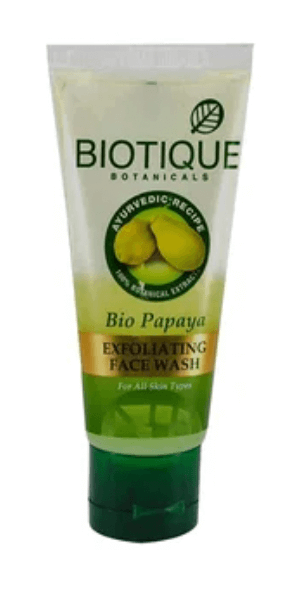 BIOTIQUE
BOTANICALS
AYURVEDIC RECIPE
100% BOTANICAL EXTRACT
Bio Papaya
EXFOLIATING
FACE WASH
For All Skin Types